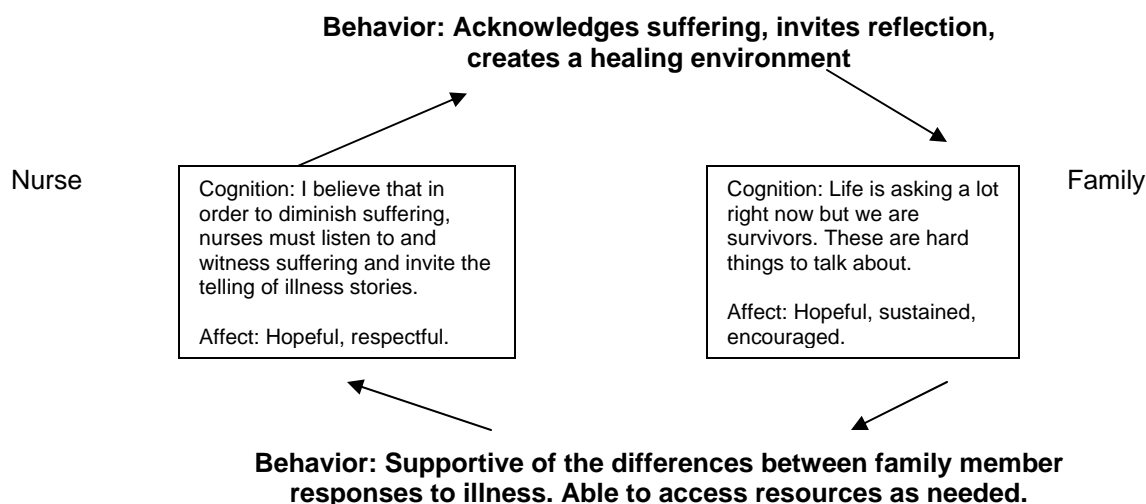 Behavior: Acknowledges suffering, invites reflection,
creates a healing environment
Nurse
Cognition: I believe that in
order to diminish suffering,
nurses must listen to and
witness suffering and invite the
telling of illness stories.
Affect: Hopeful, respectful.
Cognition: Life is asking a lot
right now but we are
survivors. These are hard
things to talk about.
Affect: Hopeful, sustained,
encouraged.
Family
Behavior: Supportive of the differences between family member
responses to illness. Able to access resources as needed.